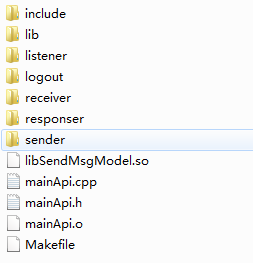 include
lib
listener
logout
receiver
responser
sender
libSendMsgModel.so
mainApi.cpp
mainApi.h
mainApi.o
Makefile